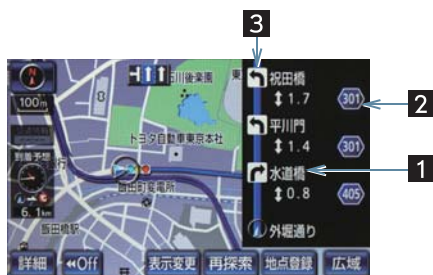 3
2
1
N
100m
石川後楽園
東
トヨタ自動車東京本社
飯田町変電所
飯田橋駅
行
到着予想
6.1km
祝田橋
1.7
301
平川門
1.4
301
水道橋
0.8
405
外堀通り
詳細
Off
表示変更
再探索
地点登録
広域